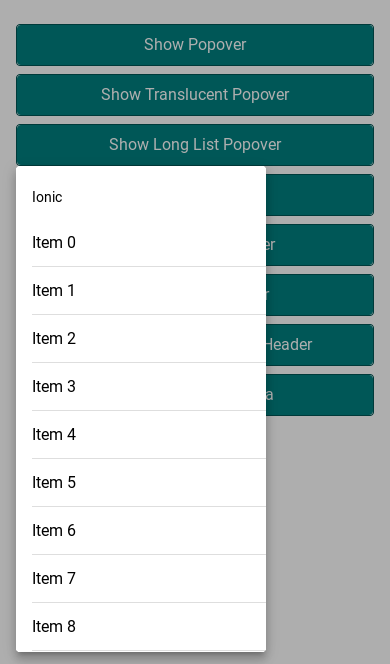 Show Popover
Show Translucent Popover
Show Long List Popover
Ionic
Item 0
Item 1
Item 2
Item 3
Item 4
Item 5
Item 6
Item 7
Item 8
Header